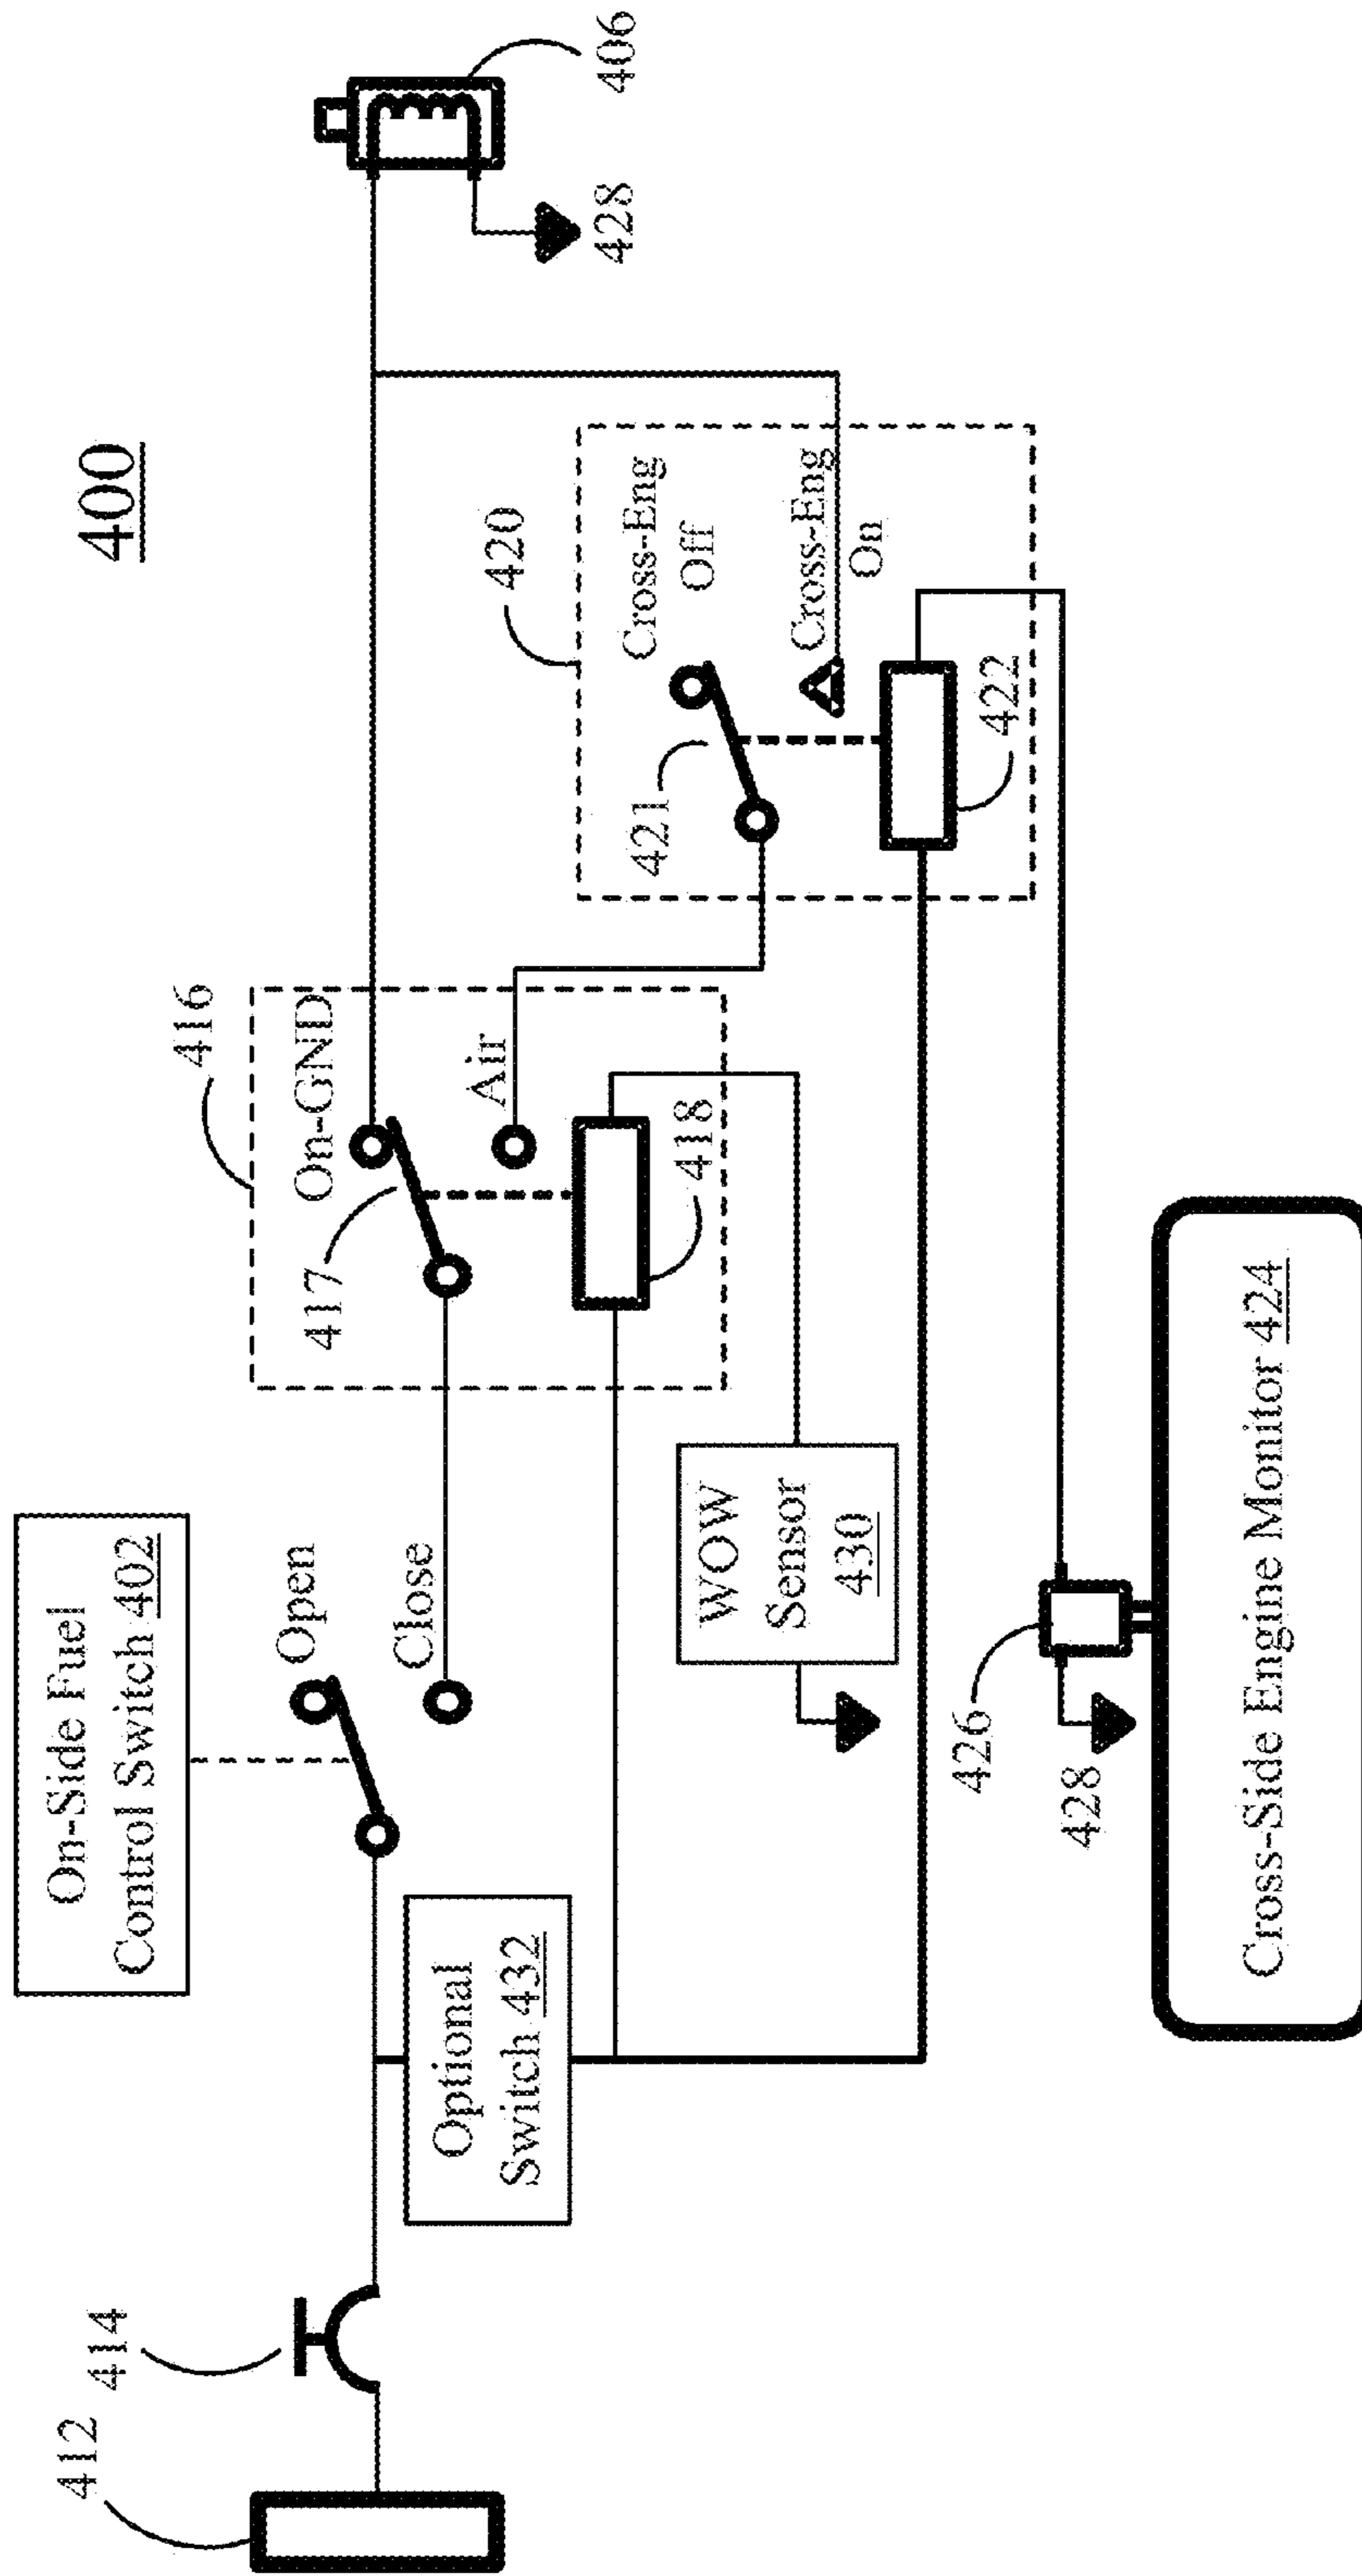 400
412
414
On-Side Fuel
Control Switch 402
Open
Close
Optional
Switch 432
416
On-GND
417
Air
418
WOW
Sensor
430
420
Cross-Eng
Off
421
Cross-Eng
On
422
406
428
426
428
Cross-Side Engine Monitor 424